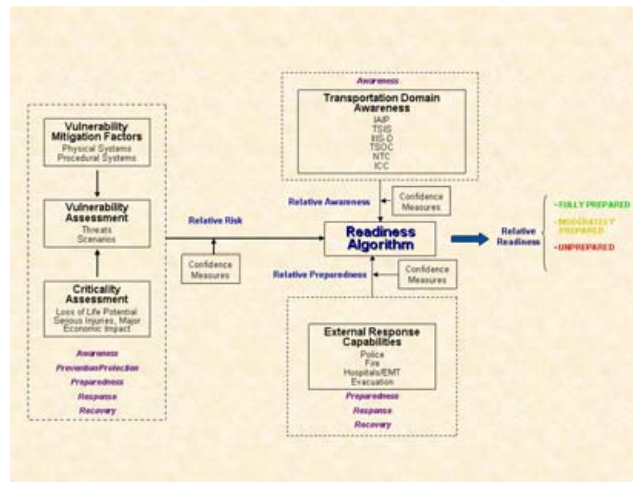 Vulnerability
Mitigation Factors
Physical Systems
Procedural Systems
Vulnerability
Assessment
Threats
Scenarios
Criticality
Assessment
Loss of Life Potential
Serious Injuries, Major
Economic Impact
Awareness
Prevention/Protection
Preparedness
Response
Recovery
Relative Risk
Confidence
Measures
Awareness
Transportation Domain
Awareness
IAIP
TSIS
TSOC
NTC
ICC
Relative Awareness
Confidence
Measures
Readiness
Algorithm
Relative Preparedness
Confidence
Measures
External Response
Capabilities
Police
Fire
Hospitals/EMT
Evacuation
Preparedness
Response
Recovery
Relative
Readiness
•FULLY PREPARED
•MODERATELY
PREPARED
•UNPREPARED